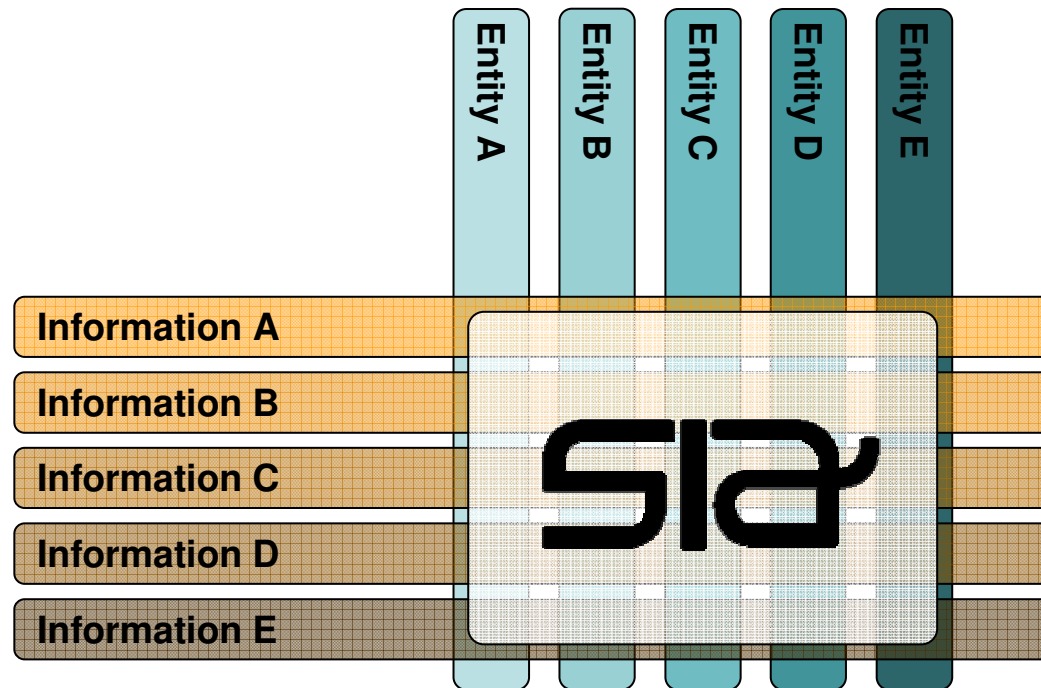 Entity A
Entity B
Entity C
Entity D
Entity E
Information A
Information B
Information C
Information D
Information E
sia